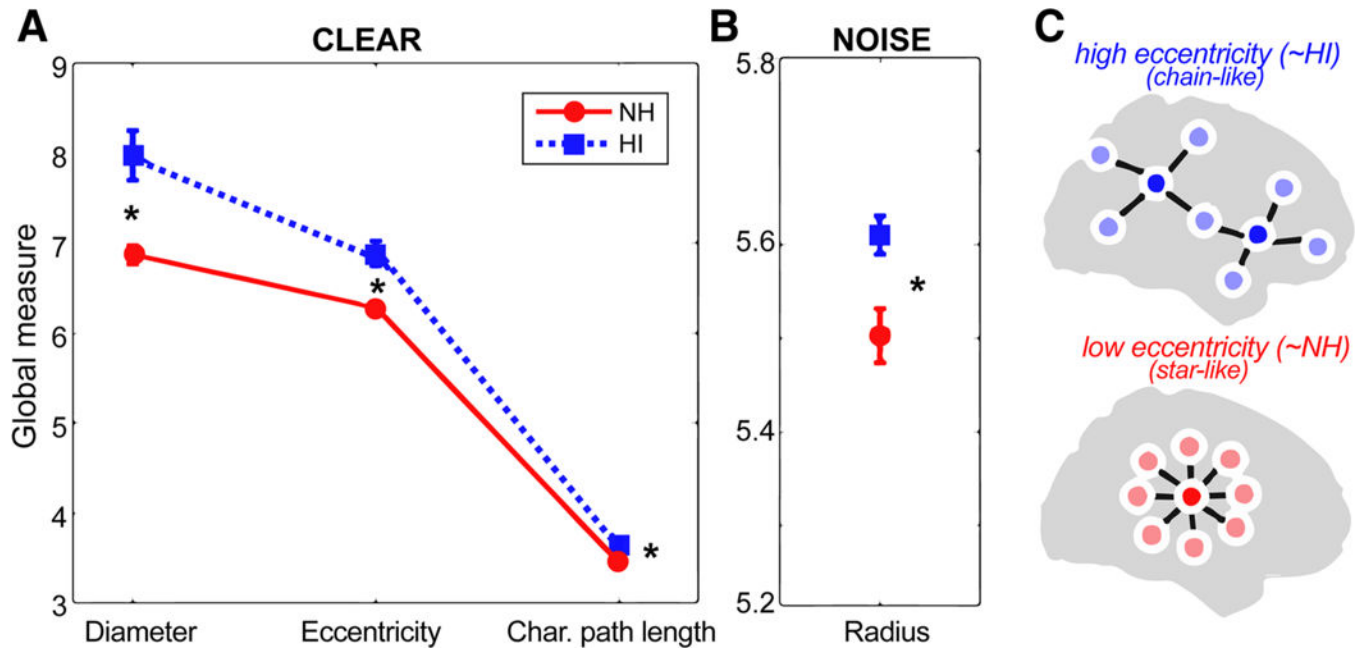 A
CLEAR
Global measure
9
8
7
6
5
4
3
NH
HI
*
*
*
Diameter
Eccentricity
Char. path length
B
NOISE
5.8
5.6
5.4
5.2
*
Radius
C
high eccentricity (~HI)
(chain-like)
low eccentricity (~NH)
(star-like)